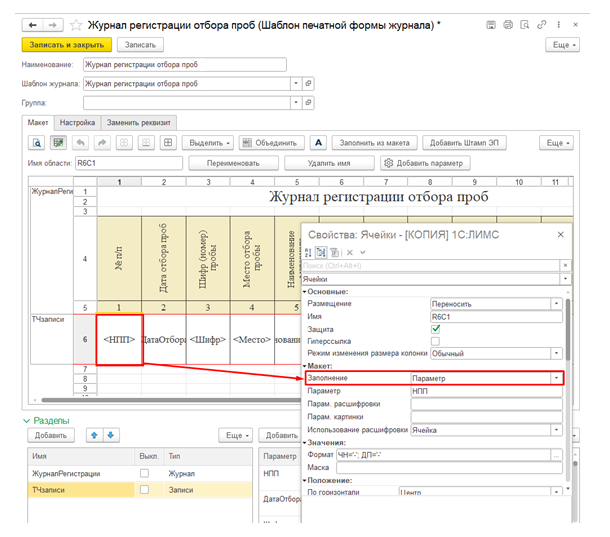 Журнал регистрации отбора проб (Шаблон печатной формы журнала) *
Записать и закрыть Записать Еще
Наименование: Журнал регистрации отбора проб
Шаблон журнала: Журнал регистрации отбора проб
Группа:
Макет Настройка Заменить реквизит
Выделить Объединить А Заполнить из макета Добавить Штамп ЭП Еще
Имя области: R6C1 Переименовать Удалить имя Добавить параметр
1 2 3 4 5 6 7 8 9 10 11
ЖурналРеги 1
2
Журнал регистрации отбора проб
3
4 № п/п Дата отбора проб Шифр (номер) пробы Место отбора пробы Наименование
5 1 2 3 4 5
ТЧзаписи
6 <НПП> ДатаОтбор <Шифр> <Место> ювани
7
8
9
Свойства: Ячейки - [КОПИЯ] 1С:ЛИМС
Поиск (Ctrl+Alt+I)
Ячейки
Основные:
Размещение Переносить
Имя R6C1
Защита
Гиперссылка
Режим изменения размера колонки Обычный
Макет:
Заполнение Параметр
Параметр НПП
Парам. расшифровки
Парам. картинки
Использование расшифровки Ячейка
Значения:
Формат ЧН='-'; ДП='-'
Маска
Положение:
По горизонтали Центр
Разделы
Добавить Еще Добавить
Имя Выкл. Тип Параметр
ЖурналРегистрации Журнал НПП
ТЧзаписи Записи
ДатаОтбор